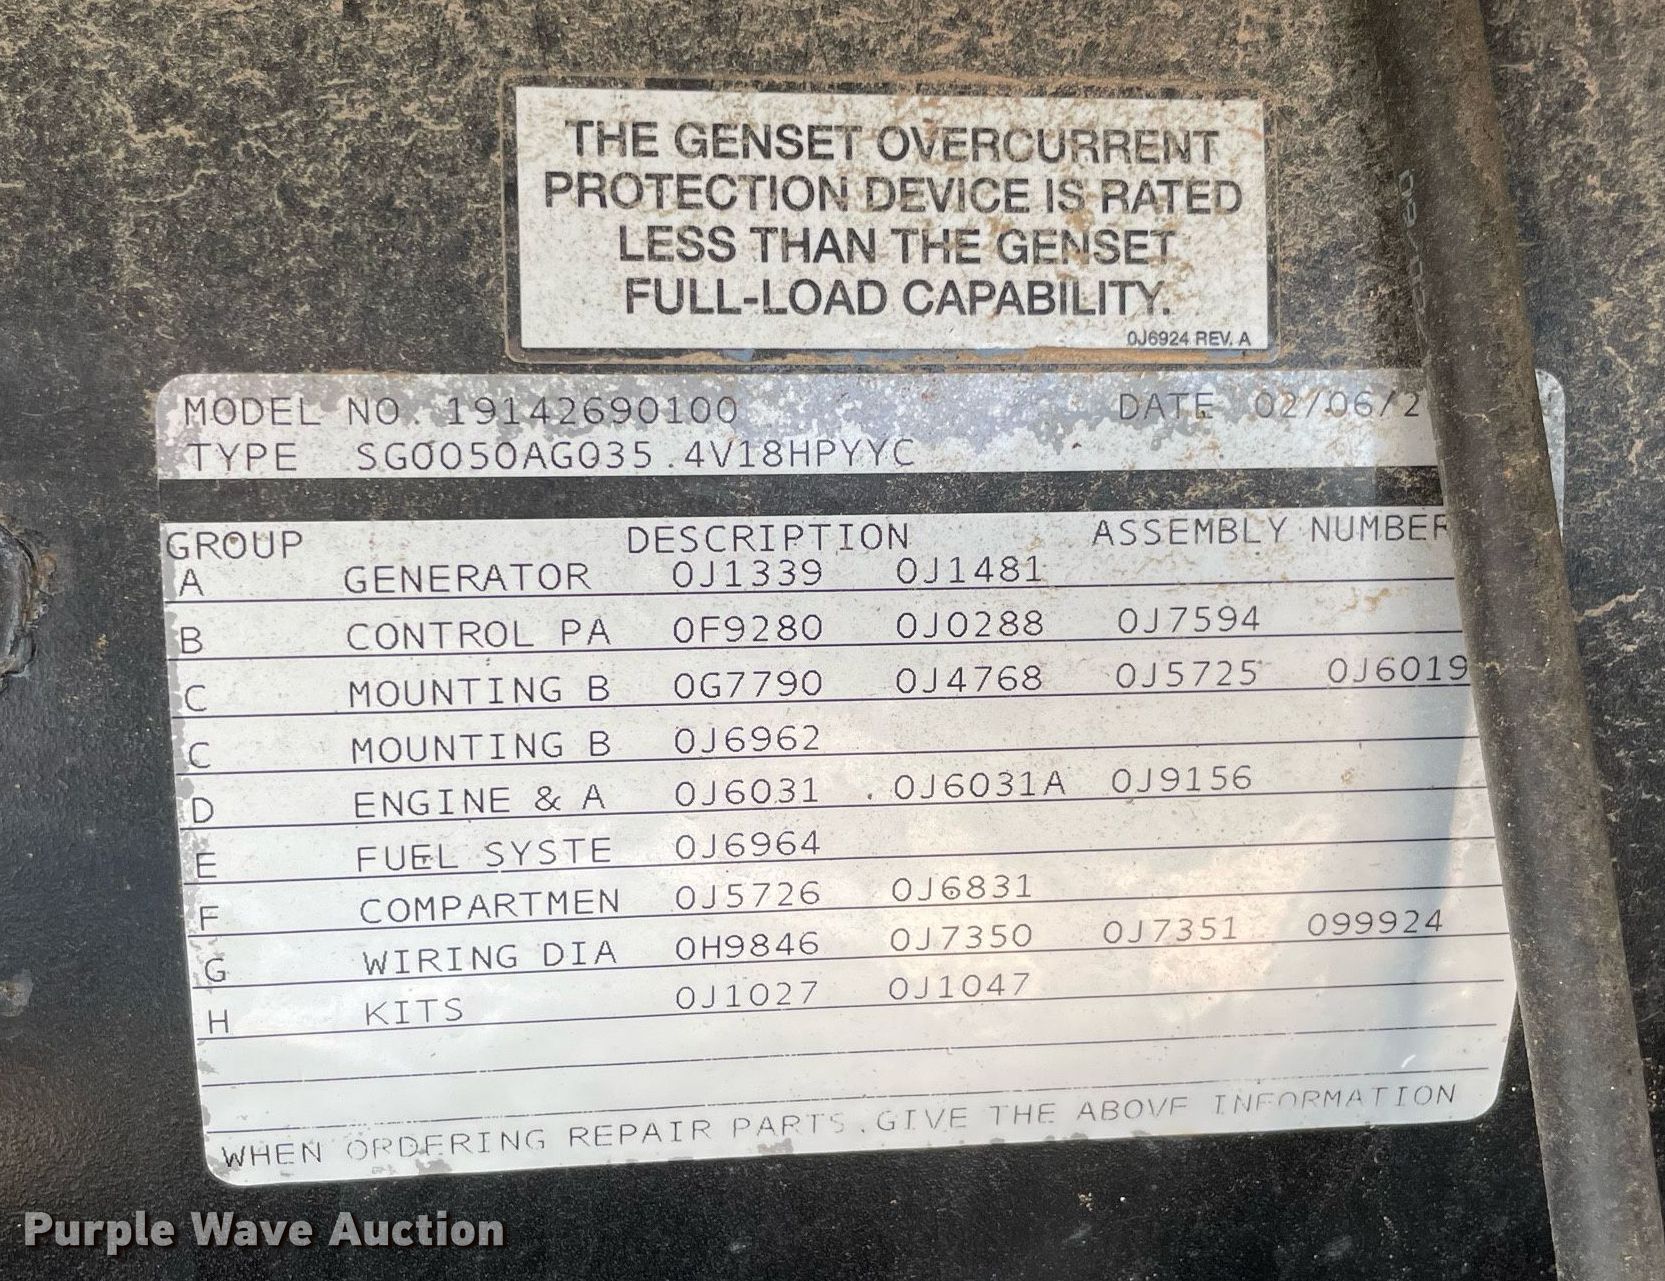 THE GENSET OVERCURRENT
PROTECTION DEVICE IS RATED
LESS THAN THE GENSET
FULL-LOAD CAPABILITY.
0J6924 REV. A
MODEL NO. 19142690100 DATE 02/06/2
TYPE SG0050AG035.4V18HPYYC
GROUP DESCRIPTION ASSEMBLY NUMBER
A GENERATOR 0J1339 0J1481
B CONTROL PA 0F9280 0J0288 0J7594
C MOUNTING B 0G7790 0J4768 0J5725 0J6019
C MOUNTING B 0J6962
D ENGINE & A 0J6031 0J6031A 0J9156
E FUEL SYSTE 0J6964
F COMPARTMEN 0J5726 0J6831
G WIRING DIA 0H9846 0J7350 0J7351 099924
H KITS 0J1027 0J1047
WHEN ORDERING REPAIR PARTS, GIVE THE ABOVE INFORMATION
Purple Wave Auction